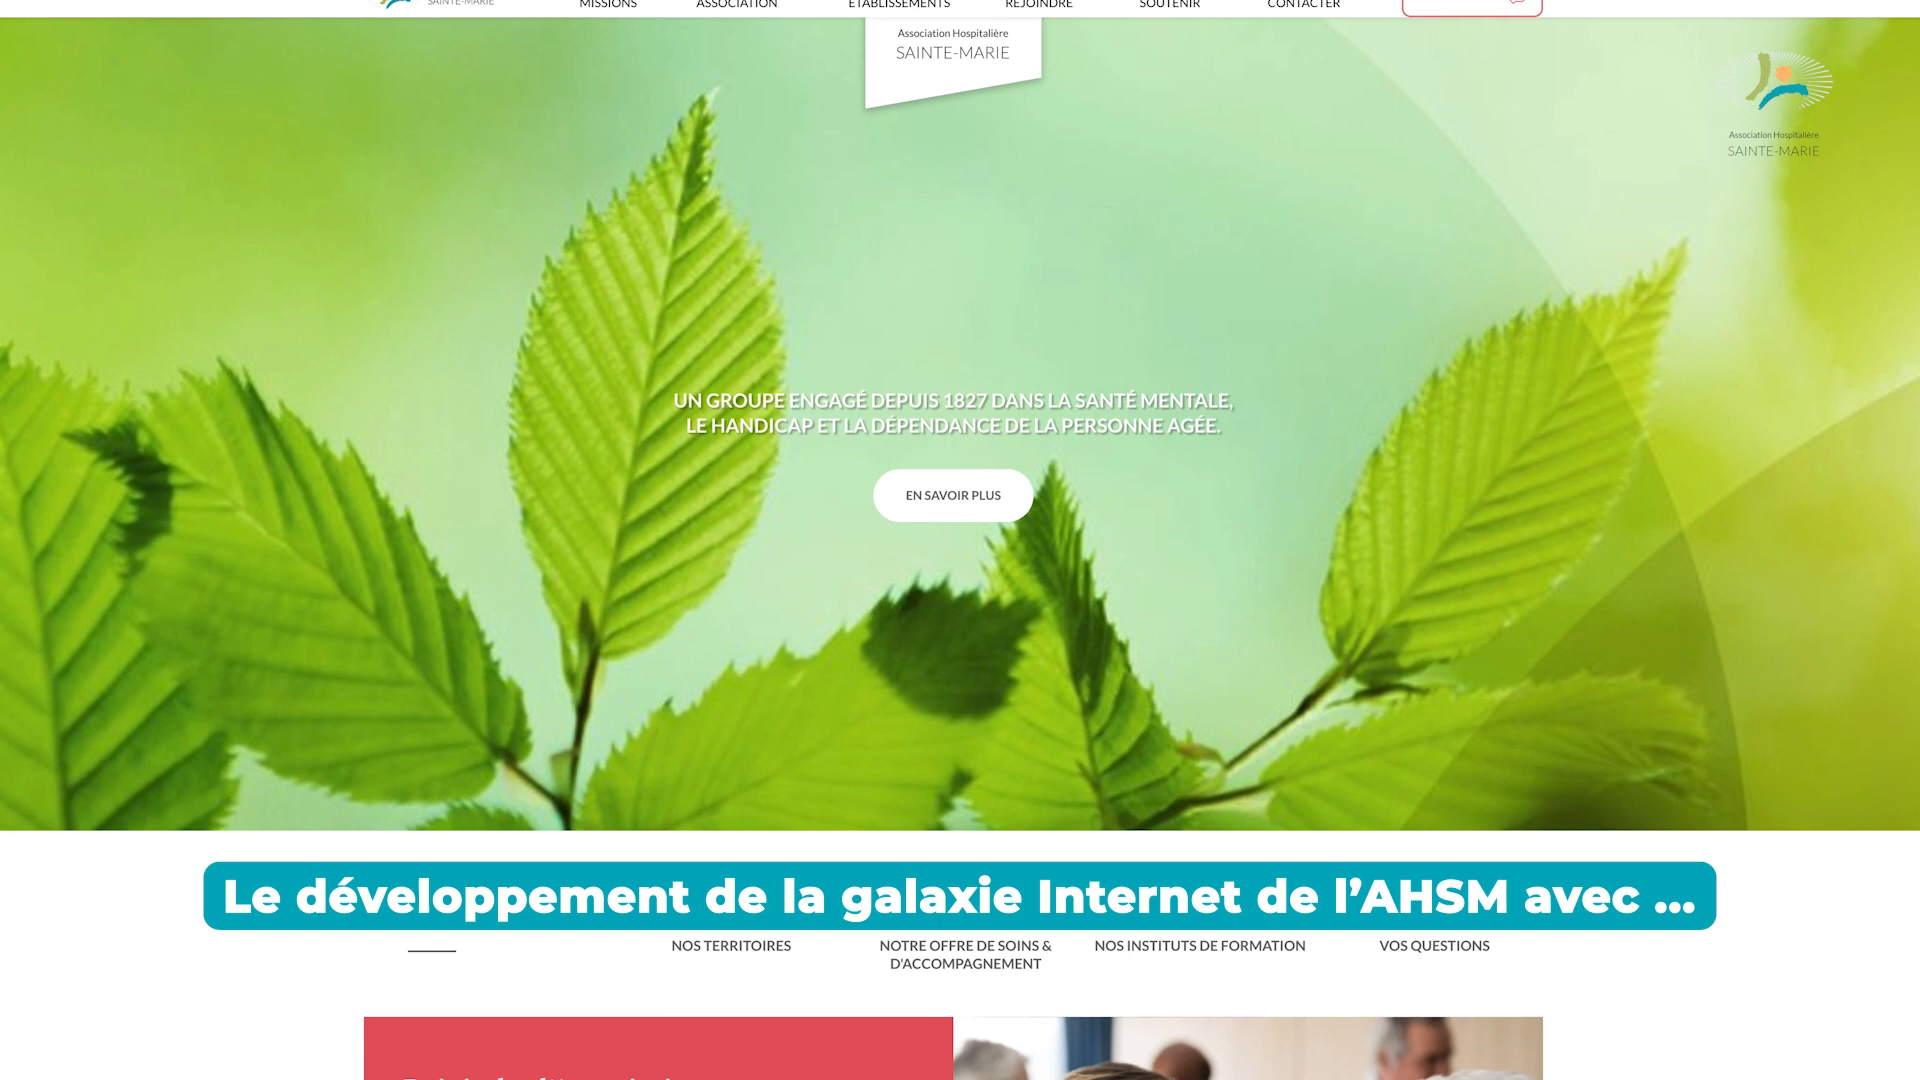 SAINTE-MARIE
MISSIONS
ASSOCIATION
ÉTABLISSEMENTS
REJOINDRE
SOUTENIR
CONTACTER
Association Hospitalière
SAINTE-MARIE
Association Hospitalière
SAINTE-MARIE
UN GROUPE ENGAGÉ DEPUIS 1827 DANS LA SANTÉ MENTALE,
LE HANDICAP ET LA DÉPENDANCE DE LA PERSONNE AGÉE.
EN SAVOIR PLUS
Le développement de la galaxie Internet de l’AHSM avec ...
NOS TERRITOIRES
NOTRE OFFRE DE SOINS &
D'ACCOMPAGNEMENT
NOS INSTITUTS DE FORMATION
VOS QUESTIONS